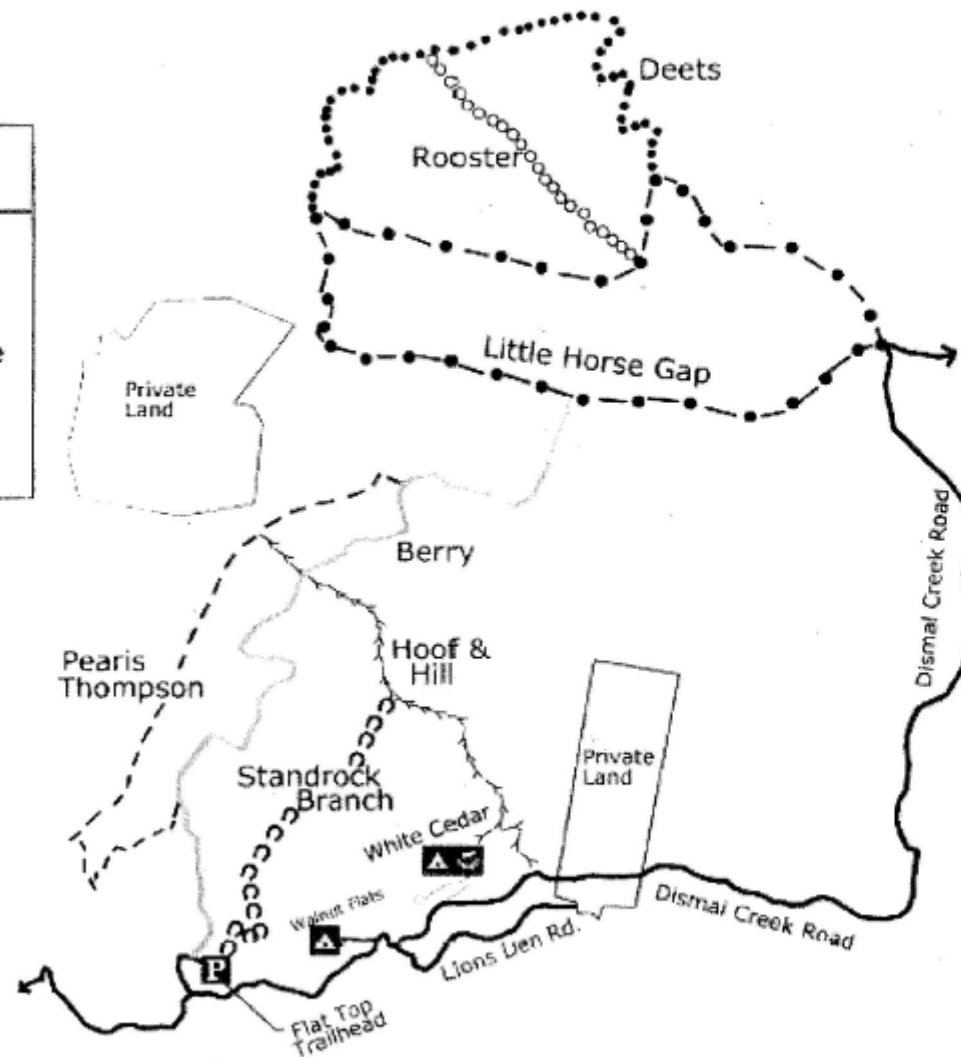 Deets
Rooster
Little Horse Gap
Private
Land
Berry
Dismal Creek Road
Pearis
Thompson
Hoof &
Hill
Standrock
Branch
Private
Land
White Cedar
Walnut Flats
P
Dismal Creek Road
Lions Den Rd.
Flat Top
Trailhead